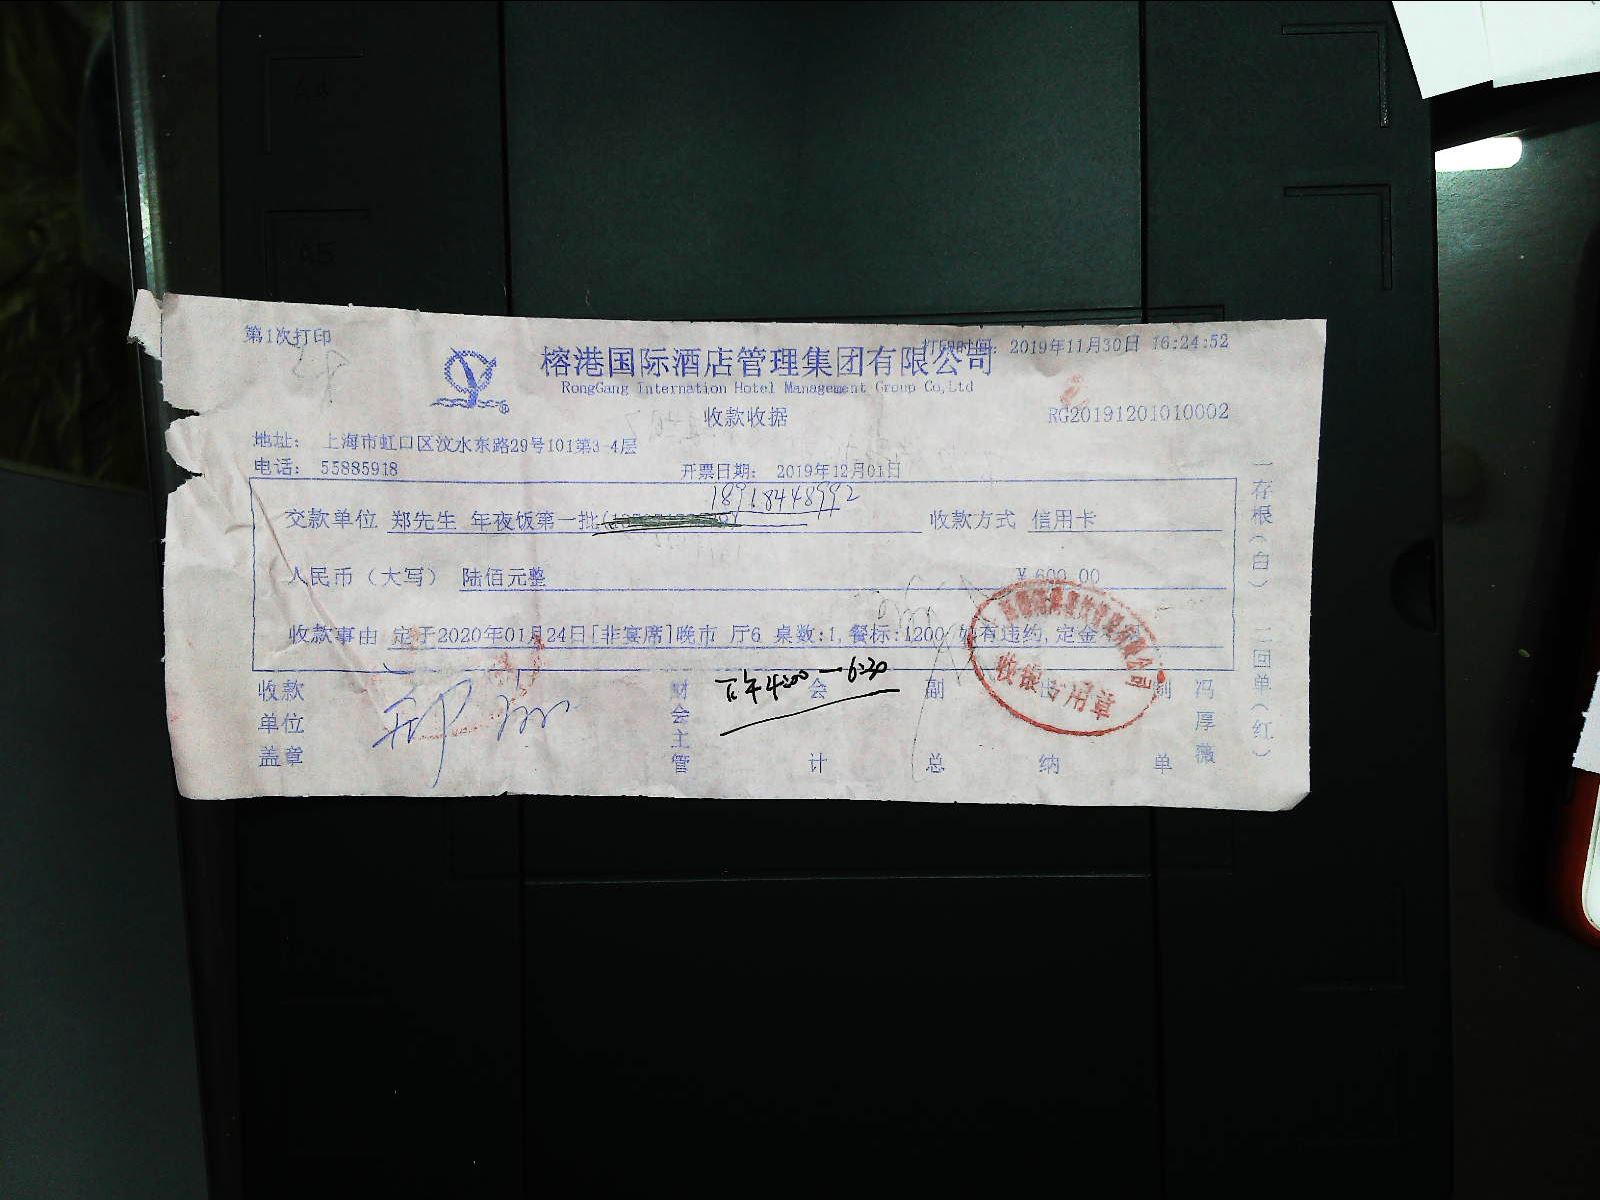 第1次打印
打印时间: 2019年11月30日 16:24:52
榕港国际酒店管理集团有限公司
RongGang Internation Hotel Management Group Co,Ltd
收款收据
RG20191201010002
地址: 上海市虹口区汶水东路29号101第3-4层
电话: 55885918
开票日期: 2019年12月01日
18918448992
交款单位 郑先生 年夜饭第一批
收款方式 信用卡
人民币（大写） 陆佰元整
¥600.00
收款事由 定于2020年01月24日[非宴席]晚市 厅6 桌数:1,餐标:1200 如有违约,定金
下午4:00—6:30
收款单位盖章
财会主管
会计
副总
出纳
制单
冯厚薇
一存根(白)
二回单(红)
收银专用章